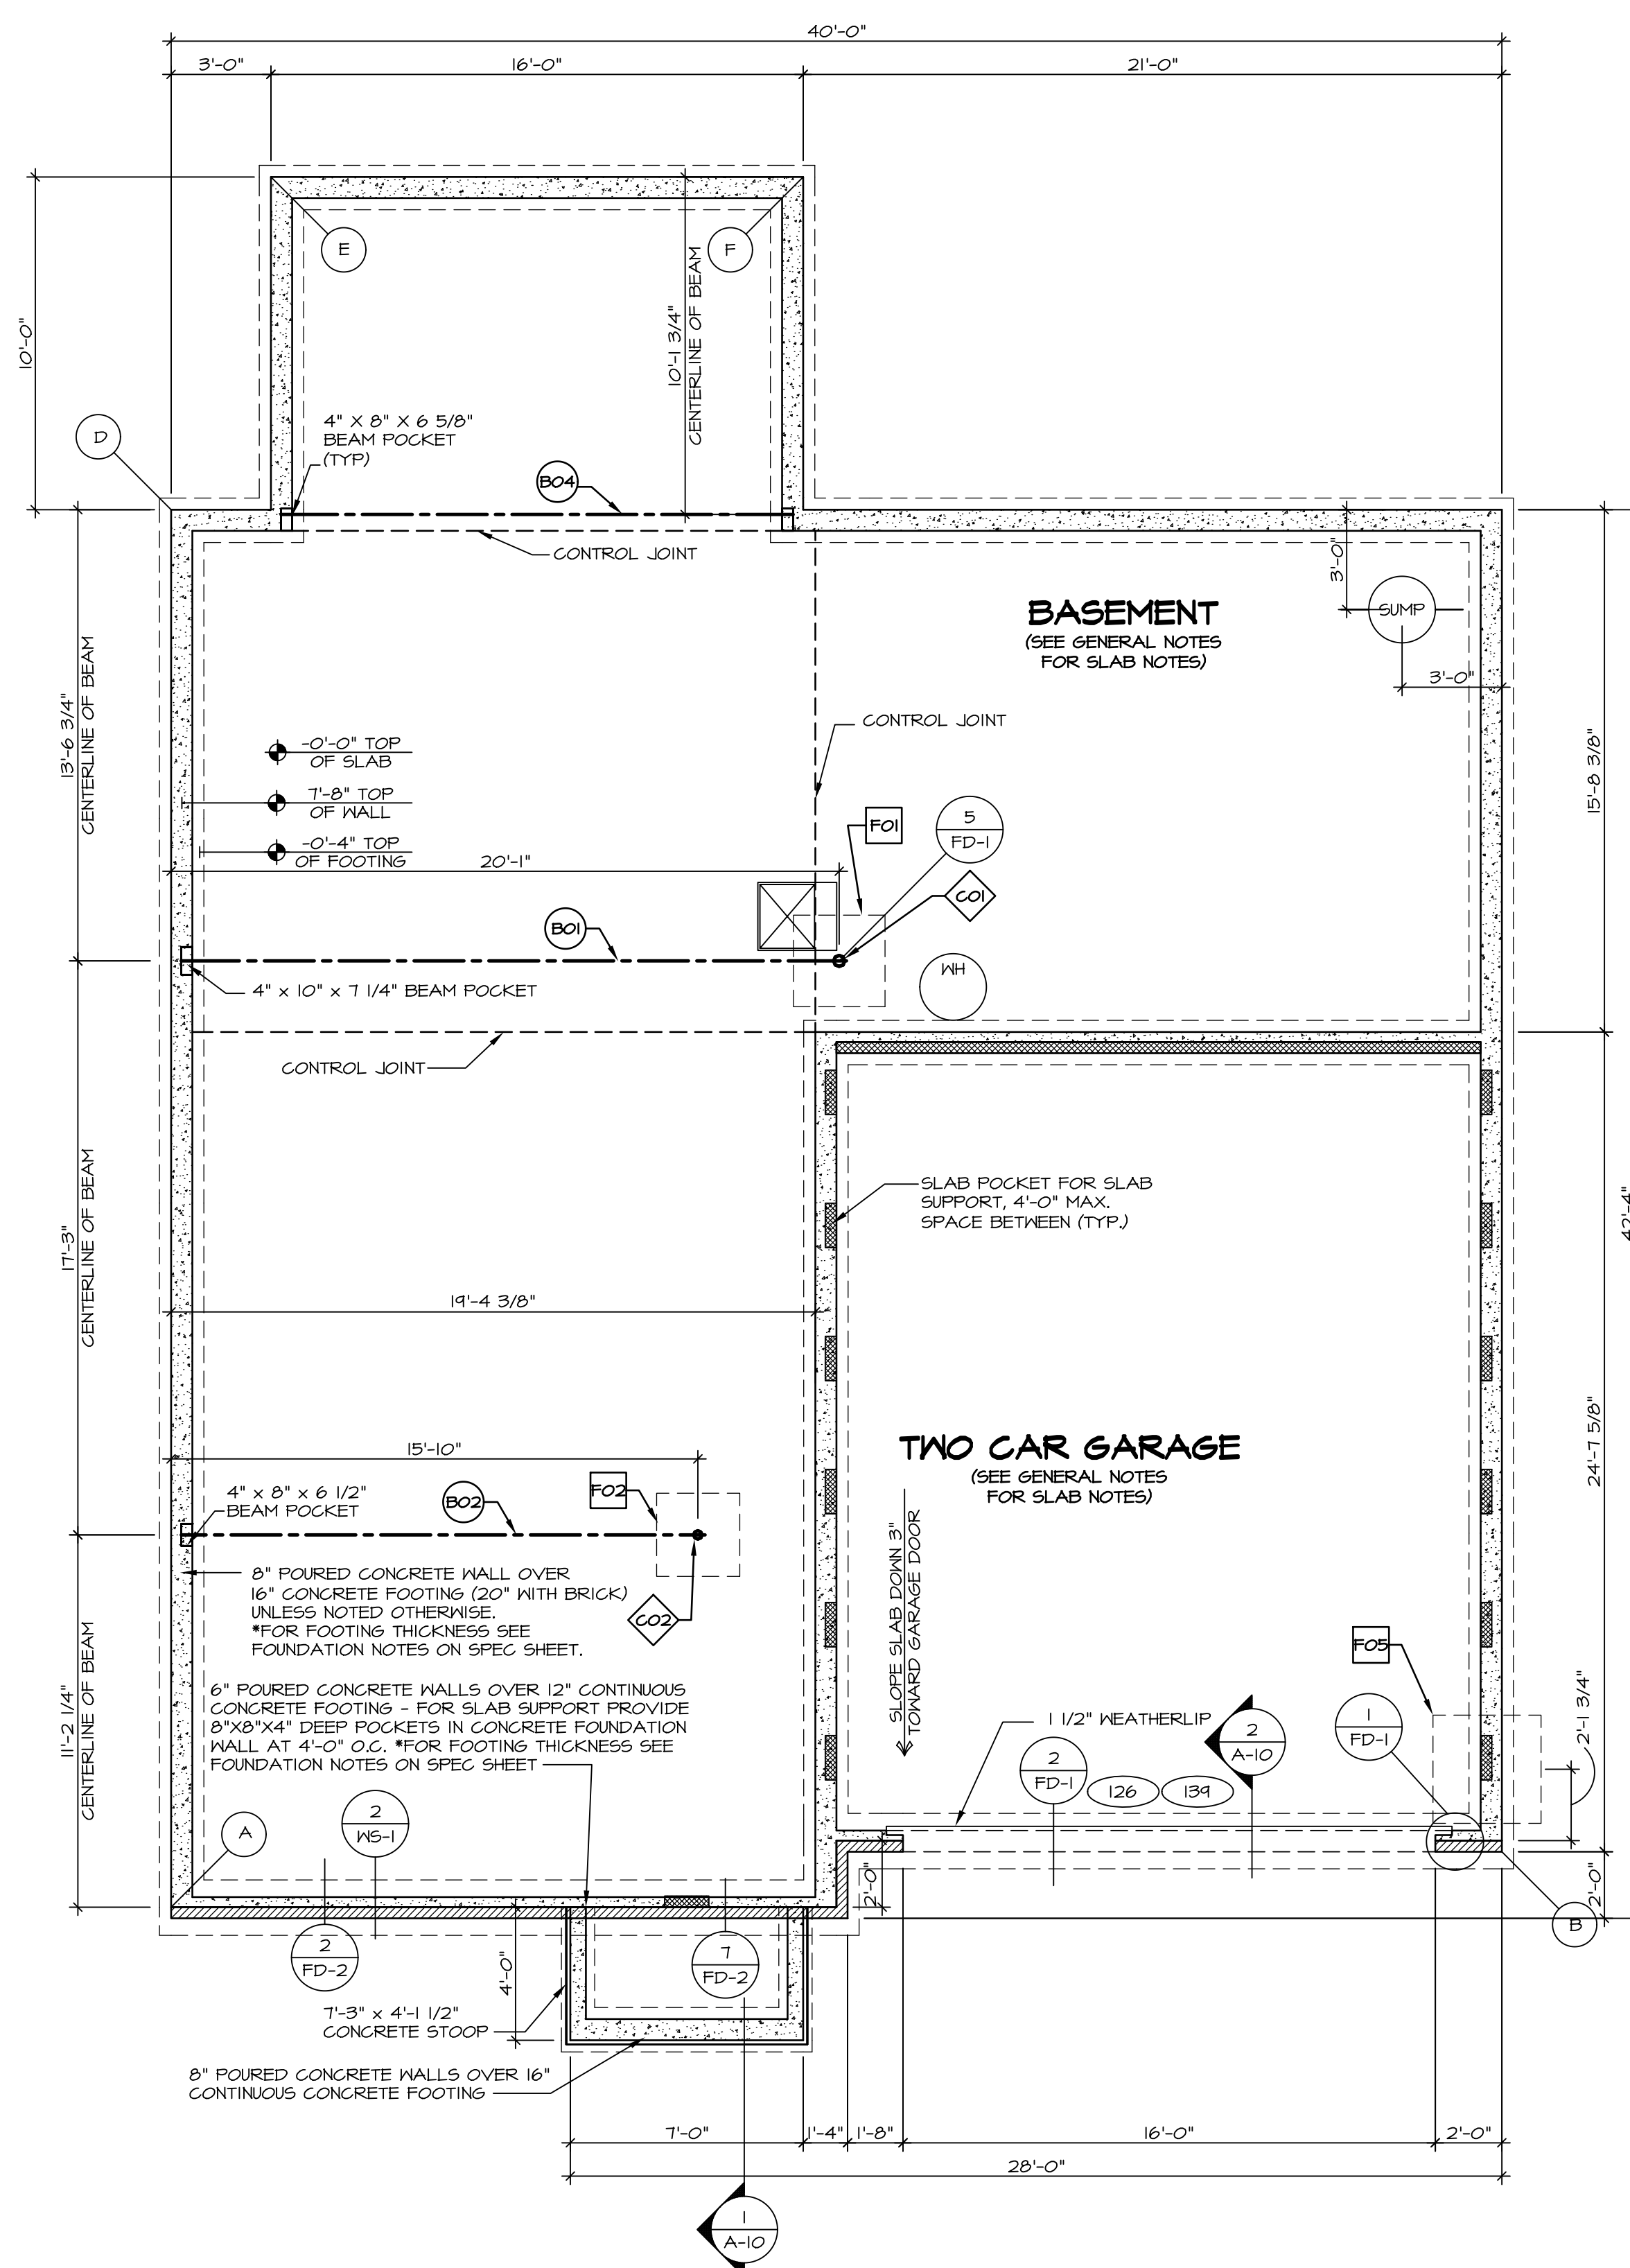 40'-0"
3'-0"
16'-0"
21'-0"
10'-0"
E
F
10'-1 3/4"
CENTERLINE OF BEAM
D
4" X 8" X 6 5/8"
BEAM POCKET
(TYP)
B04
CONTROL JOINT
3'-0"
SUMP
3'-0"
BASEMENT
(SEE GENERAL NOTES
FOR SLAB NOTES)
13'-6 3/4"
CENTERLINE OF BEAM
CONTROL JOINT
-0'-0" TOP
OF SLAB
7'-8" TOP
OF WALL
-0'-4" TOP
OF FOOTING
15'-8 3/8"
20'-1"
F01
5
FD-1
C01
B01
WH
4" x 10" x 7 1/4" BEAM POCKET
CONTROL JOINT
17'-3"
CENTERLINE OF BEAM
SLAB POCKET FOR SLAB
SUPPORT, 4'-0" MAX.
SPACE BETWEEN (TYP.)
42'-4"
19'-4 3/8"
24'-7 5/8"
TWO CAR GARAGE
(SEE GENERAL NOTES
FOR SLAB NOTES)
15'-10"
4" x 8" x 6 1/2"
BEAM POCKET
B02
F02
C02
8" POURED CONCRETE WALL OVER
16" CONCRETE FOOTING (20" WITH BRICK)
UNLESS NOTED OTHERWISE.
*FOR FOOTING THICKNESS SEE
FOUNDATION NOTES ON SPEC SHEET.
SLOPE SLAB DOWN 3"
TOWARD GARAGE DOOR
11'-2 1/4"
CENTERLINE OF BEAM
6" POURED CONCRETE WALLS OVER 12" CONTINUOUS
CONCRETE FOOTING - FOR SLAB SUPPORT PROVIDE
8"X8"X4" DEEP POCKETS IN CONCRETE FOUNDATION
WALL AT 4'-0" O.C. *FOR FOOTING THICKNESS SEE
FOUNDATION NOTES ON SPEC SHEET
F05
1
FD-1
2'-1 3/4"
1 1/2" WEATHERLIP
2
A-10
2
FD-1
126
139
A
2
WS-1
2'-0"
2'-0"
B
2
FD-2
4'-0"
7
FD-2
7'-3" x 4'-1 1/2"
CONCRETE STOOP
8" POURED CONCRETE WALLS OVER 16"
CONTINUOUS CONCRETE FOOTING
7'-0"
1'-4"
1'-8"
16'-0"
2'-0"
28'-0"
1
A-10